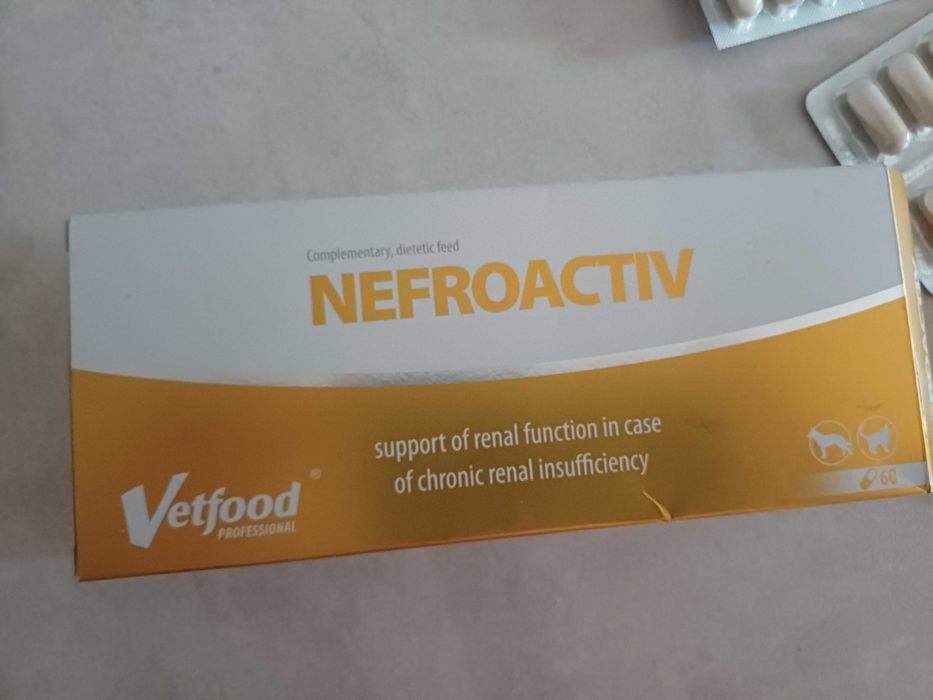 Complementary, dietetic feed
NEFROACTIV
support of renal function in case
of chronic renal insufficiency
Vetfood ®
PROFESSIONAL
60